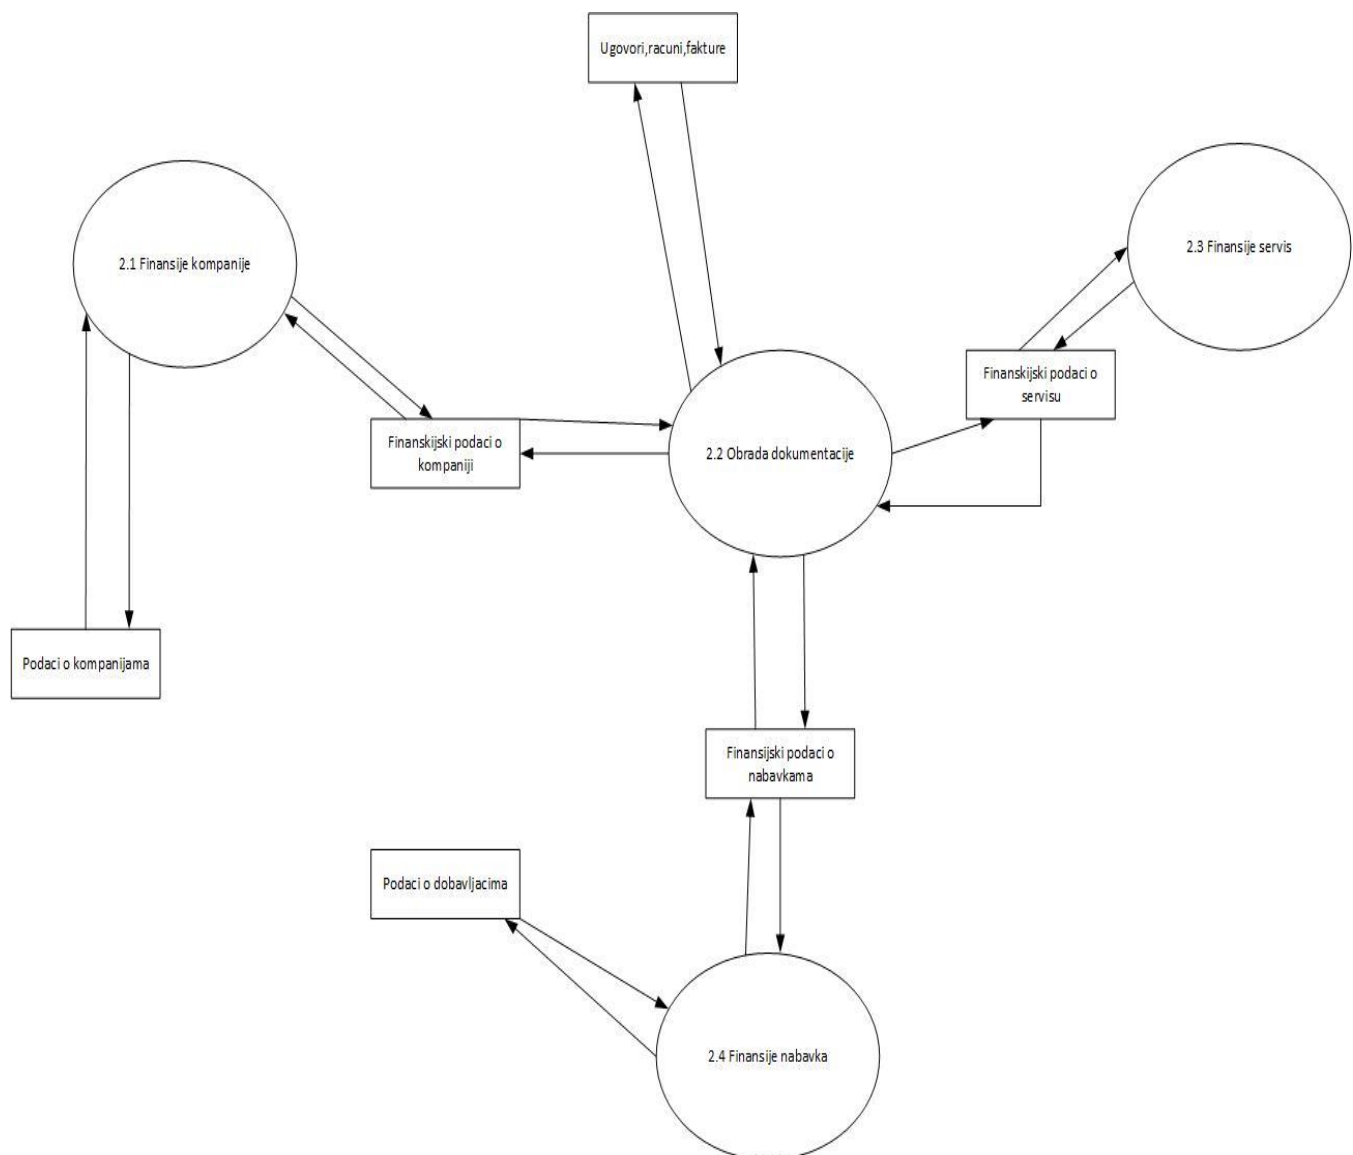 Ugovori,racuni,fakture
2.1 Finansije kompanije
2.3 Finansije servis
Finanskijski podaci o
servisu
Finanskijski podaci o
kompaniji
2.2 Obrada dokumentacije
Podaci o kompanijama
Finansijski podaci o
nabavkama
Podaci o dobavljacima
2.4 Finansije nabavka